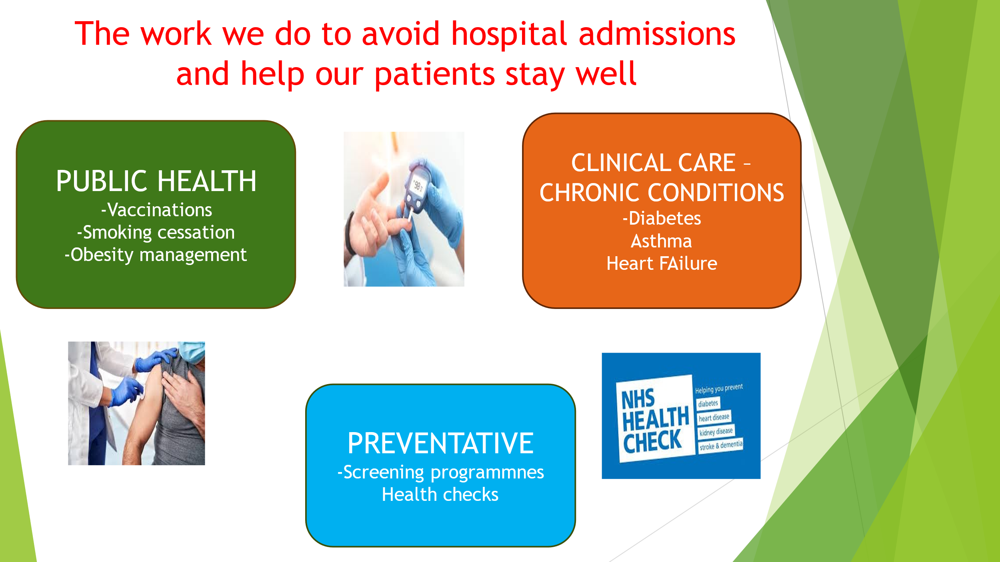 The work we do to avoid hospital admissions
and help our patients stay well
PUBLIC HEALTH
-Vaccinations
-Smoking cessation
-Obesity management
98
CLINICAL CARE –
CHRONIC CONDITIONS
-Diabetes
Asthma
Heart FAilure
PREVENTATIVE
-Screening programmnes
Health checks
NHS
HEALTH
CHECK
Helping you prevent
diabetes
heart disease
kidney disease
stroke & dementia